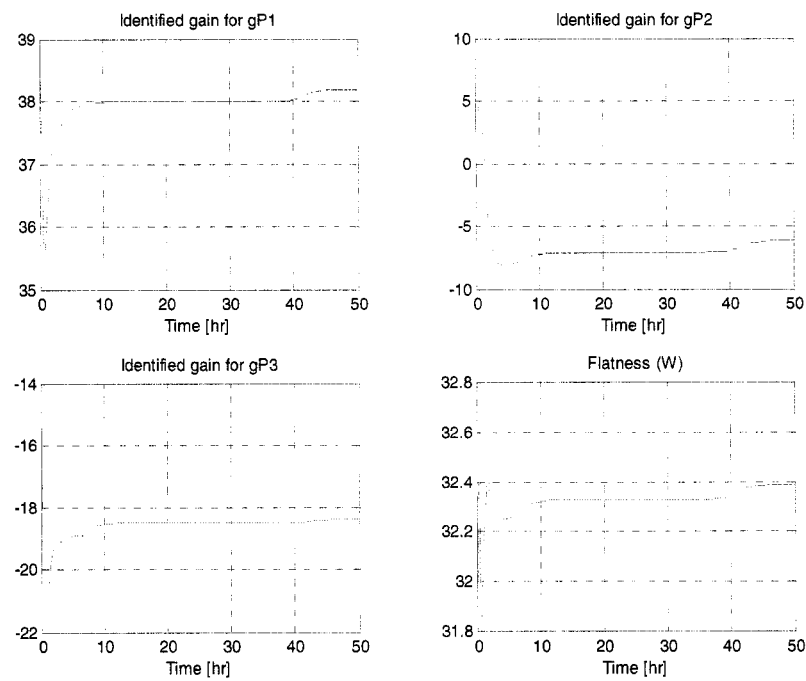 Identified gain for gP1
39
38
37
36
35
0 10 20 30 40 50
Time [hr]
Identified gain for gP2
10
5
0
-5
-10
0 10 20 30 40 50
Time [hr]
Identified gain for gP3
-14
-16
-18
-20
-22
0 10 20 30 40 50
Time [hr]
Flatness (W)
32.8
32.6
32.4
32.2
32
31.8
0 10 20 30 40 50
Time [hr]